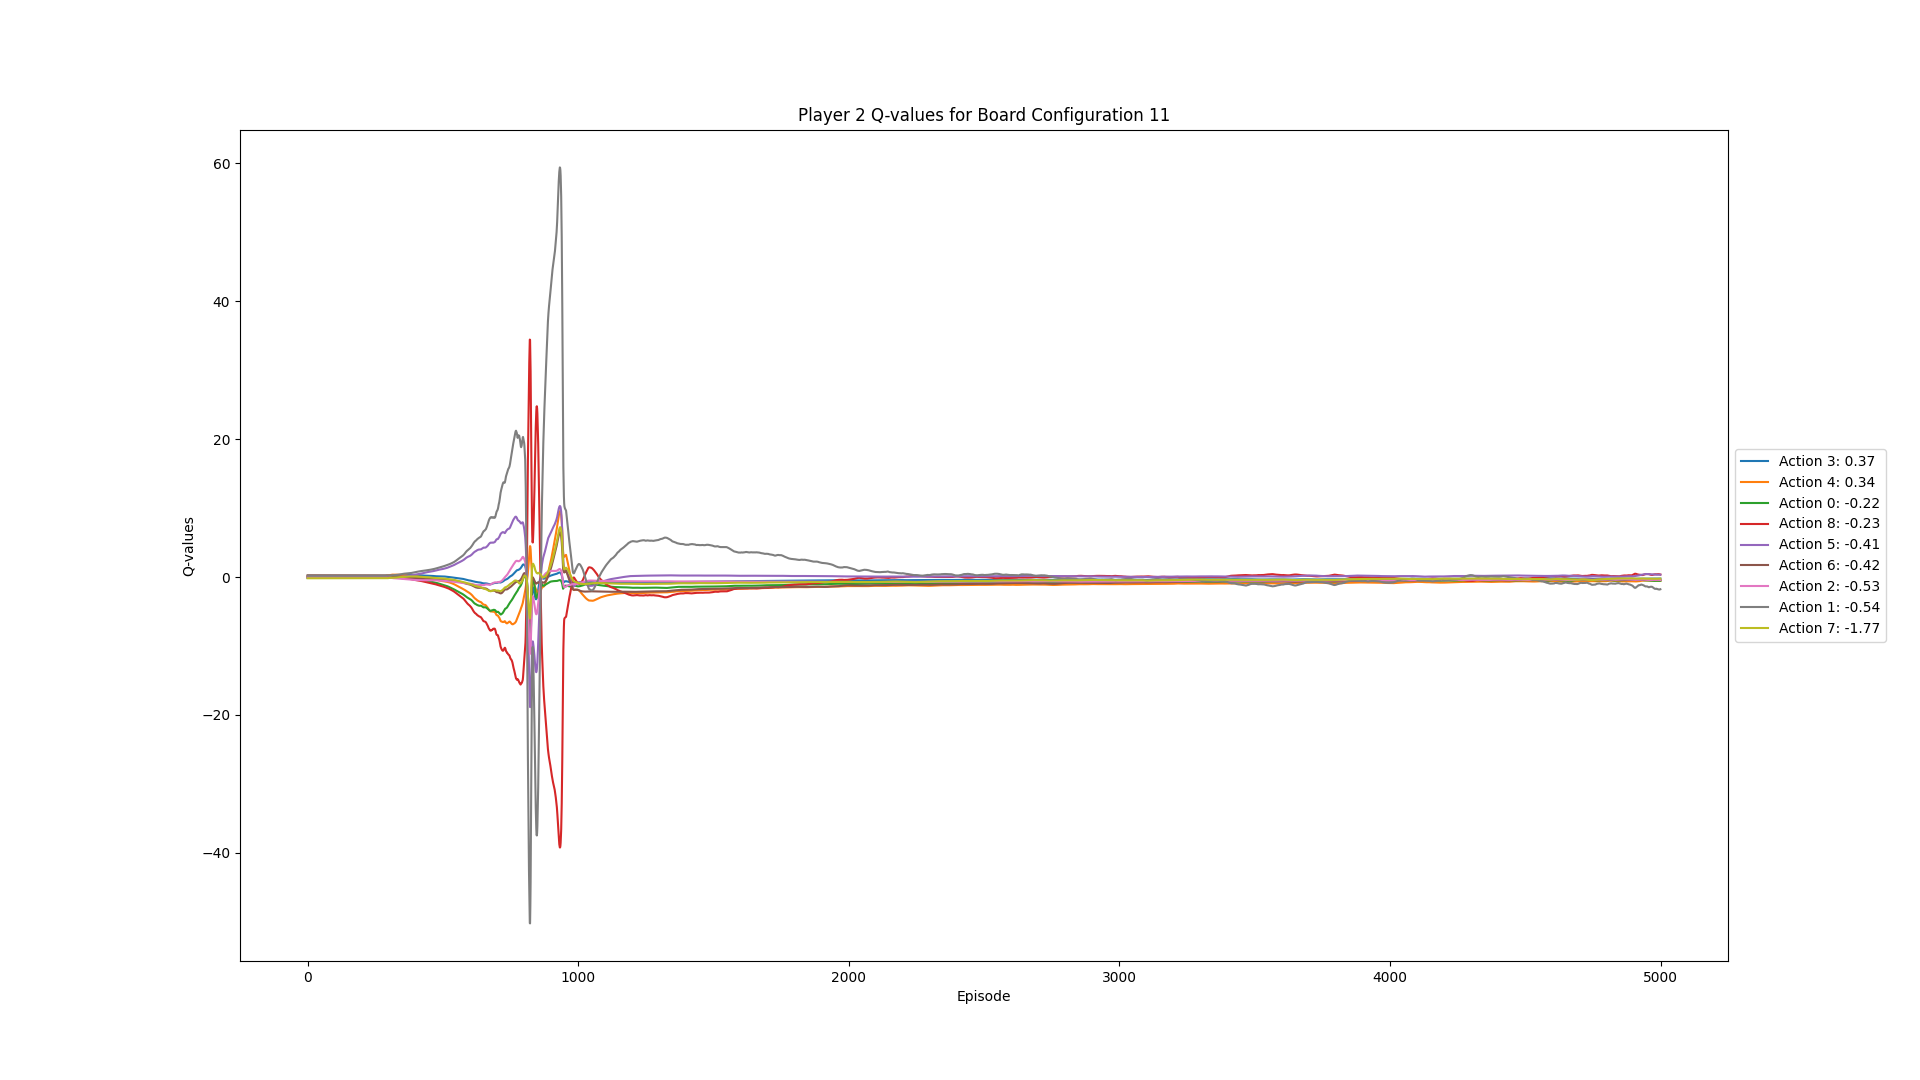 Player 2 Q-values for Board Configuration 11
60
40
20
0
−20
−40
Q-values
0
1000
2000
3000
4000
5000
Episode
Action 3: 0.37
Action 4: 0.34
Action 0: -0.22
Action 8: -0.23
Action 5: -0.41
Action 6: -0.42
Action 2: -0.53
Action 1: -0.54
Action 7: -1.77